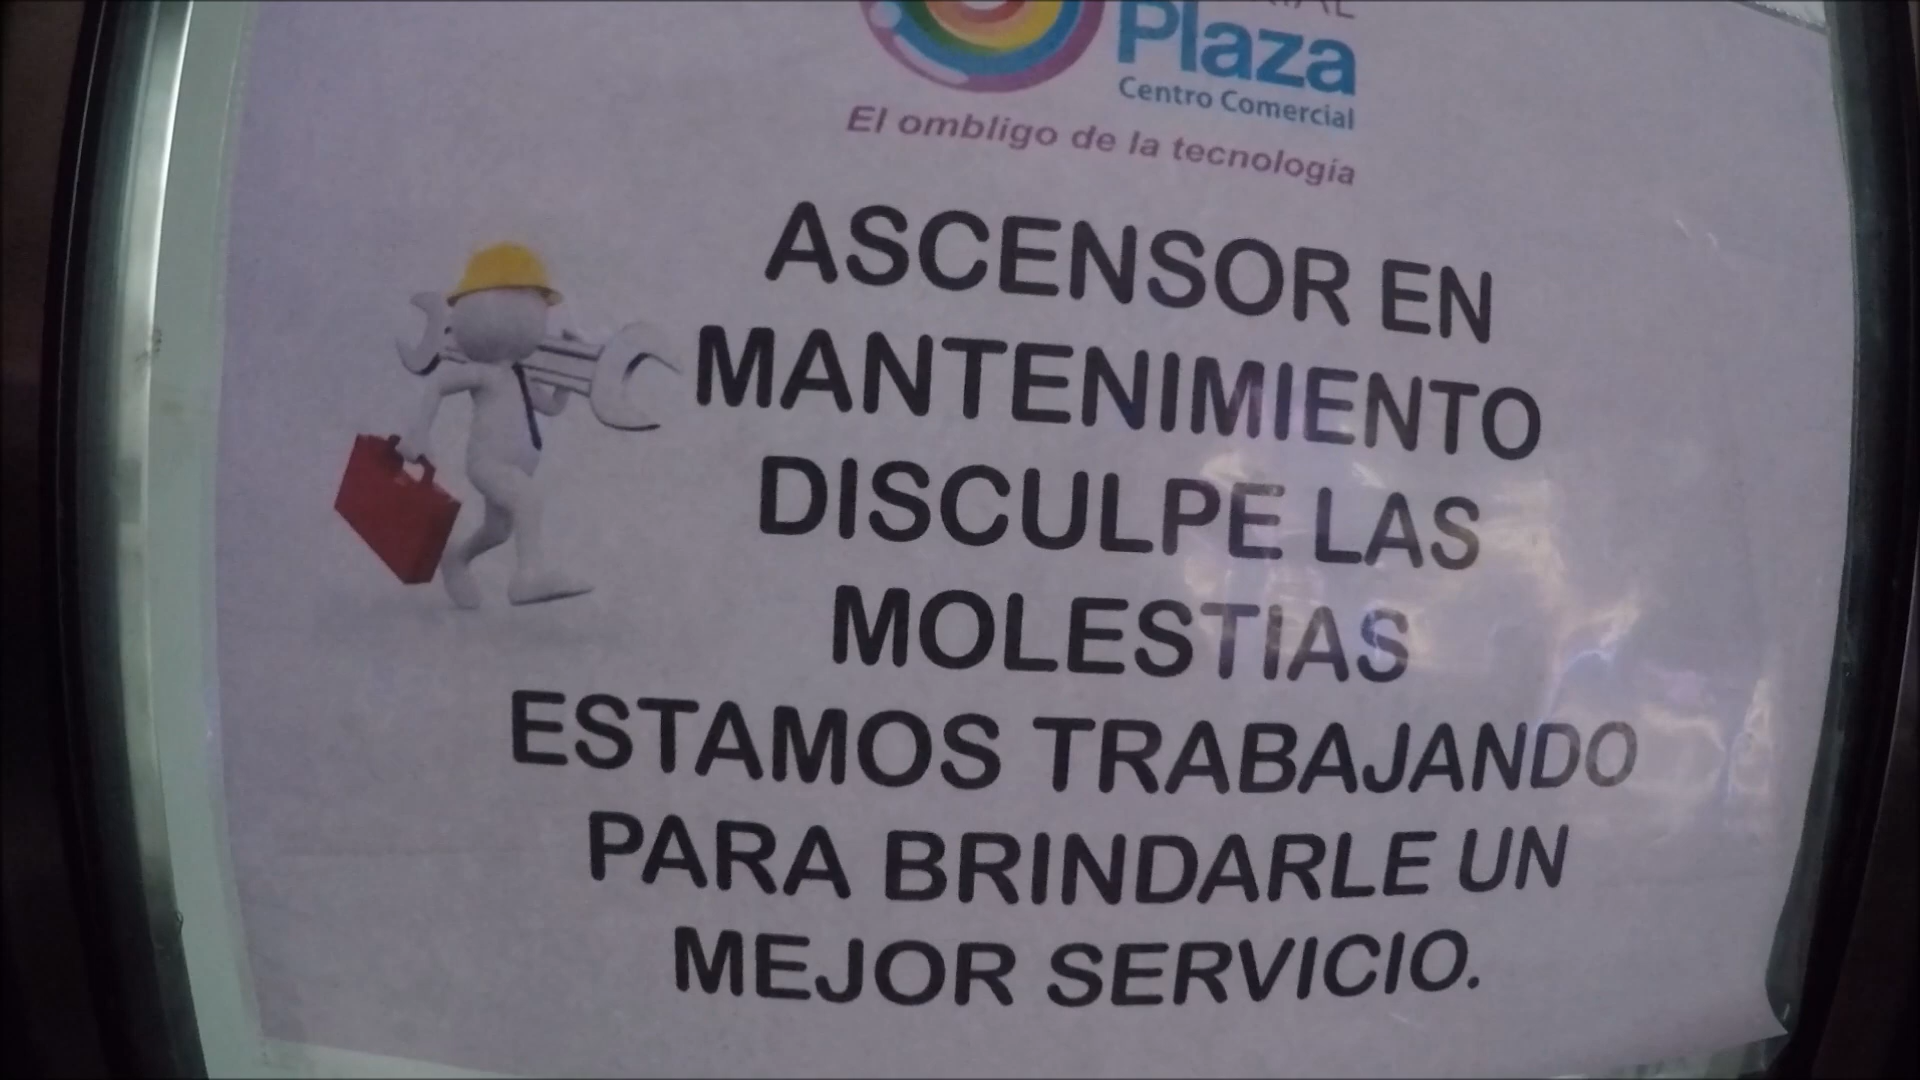 Plaza
Centro Comercial
El ombligo de la tecnología
ASCENSOR EN
MANTENIMIENTO
DISCULPE LAS
MOLESTIAS
ESTAMOS TRABAJANDO
PARA BRINDARLE UN
MEJOR SERVICIO.